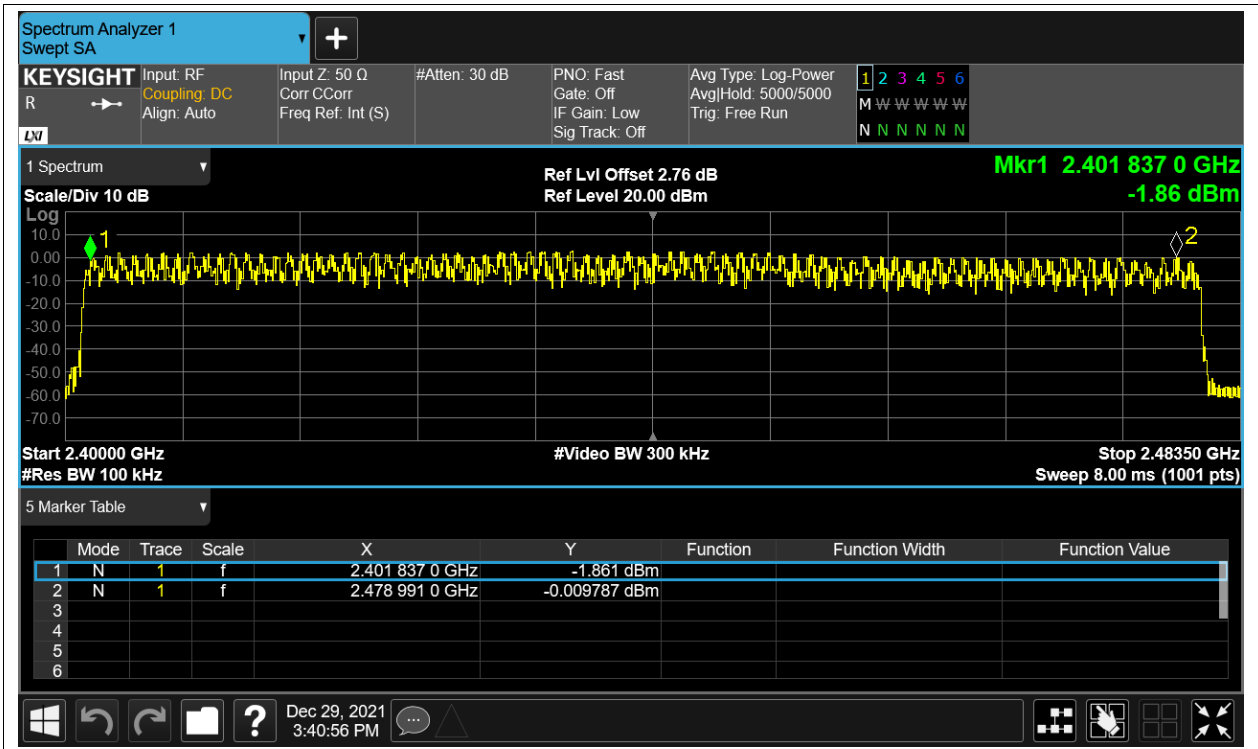 Spectrum Analyzer 1
Swept SA
+
KEYSIGHT Input: RF Input Z: 50 Ω #Atten: 30 dB PNO: Fast Avg Type: Log-Power 1 2 3 4 5 6
R Coupling: DC Corr CCorr Gate: Off Avg|Hold: 5000/5000 M W W W W W
Align: Auto Freq Ref: Int (S) IF Gain: Low Trig: Free Run
LXI Sig Track: Off N N N N N N
1 Spectrum Ref Lvl Offset 2.76 dB Mkr1 2.401 837 0 GHz
Scale/Div 10 dB Ref Level 20.00 dBm -1.86 dBm
Log
10.0 1 2
0.00
-10.0
-20.0
-30.0
-40.0
-50.0
-60.0
-70.0
Start 2.40000 GHz #Video BW 300 kHz Stop 2.48350 GHz
#Res BW 100 kHz Sweep 8.00 ms (1001 pts)
5 Marker Table
Mode Trace Scale X Y Function Function Width Function Value
1 N 1 f 2.401 837 0 GHz -1.861 dBm
2 N 1 f 2.478 991 0 GHz -0.009787 dBm
3
4
5
6
? Dec 29, 2021
3:40:56 PM